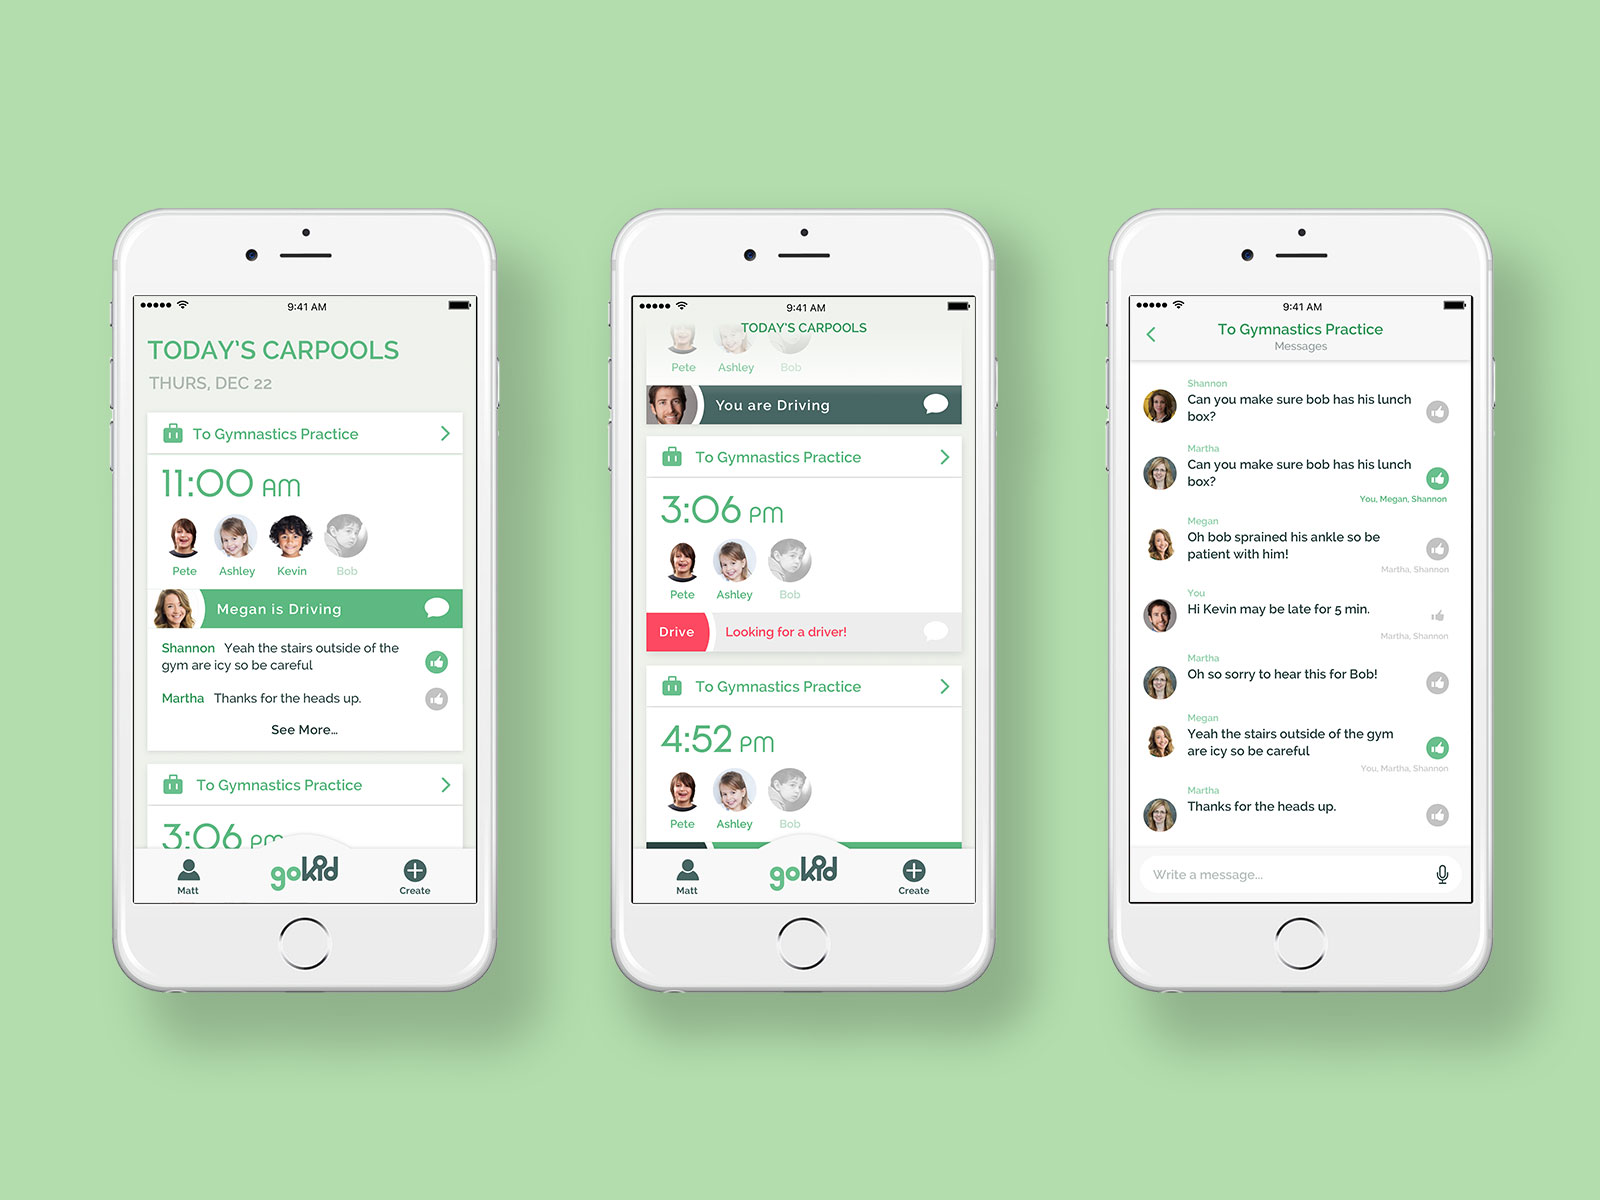 9:41 AM
TODAY'S CARPOOLS
THURS, DEC 22
To Gymnastics Practice
11:00 AM
Pete Ashley Kevin Bob
Megan is Driving
Shannon Yeah the stairs outside of the
gym are icy so be careful
Martha Thanks for the heads up.
See More...
To Gymnastics Practice
3:06 PM
Matt gokid Create
9:41 AM
TODAY'S CARPOOLS
Pete Ashley Bob
You are Driving
To Gymnastics Practice
3:06 PM
Pete Ashley Bob
Drive Looking for a driver!
To Gymnastics Practice
4:52 PM
Pete Ashley Bob
Matt gokid Create
9:41 AM
To Gymnastics Practice
Messages
Shannon
Can you make sure bob has his lunch
box?
Martha
Can you make sure bob has his lunch
box?
You, Megan, Shannon
Megan
Oh bob sprained his ankle so be
patient with him!
Martha, Shannon
You
Hi Kevin may be late for 5 min.
Martha, Shannon
Martha
Oh so sorry to hear this for Bob!
Megan
Yeah the stairs outside of the gym
are icy so be careful
You, Martha, Shannon
Martha
Thanks for the heads up.
Write a message...